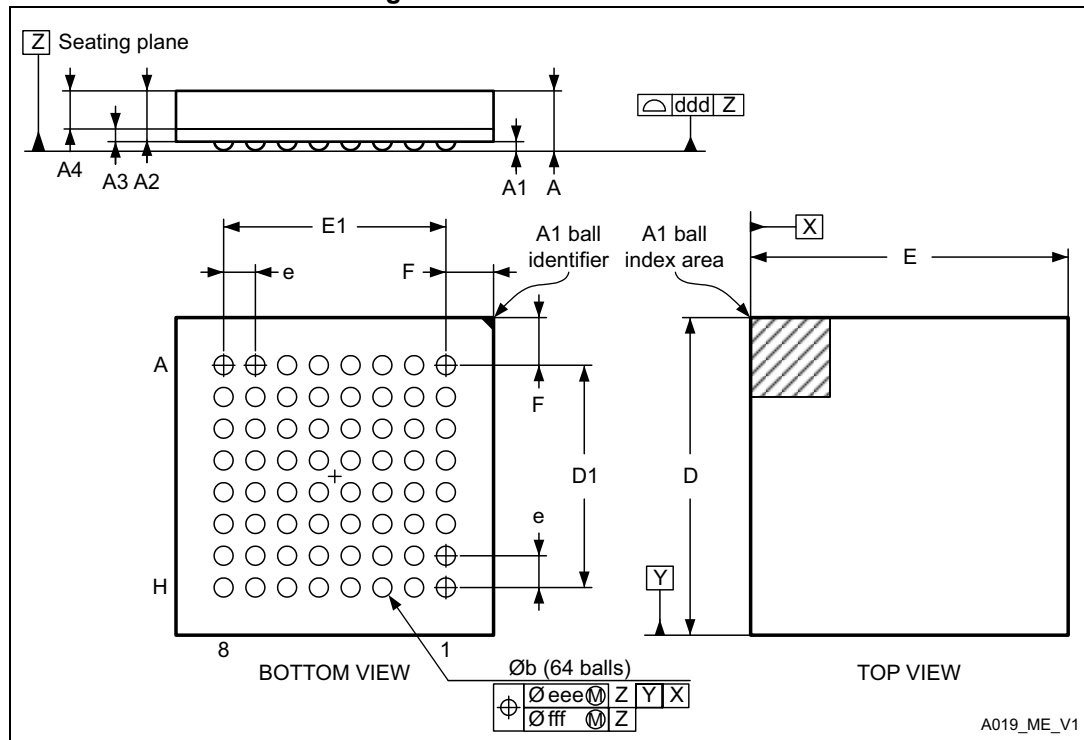 Z Seating plane
ddd Z
A4
A3
A2
A1
A
E1
e
F
A1 ball
identifier
A1 ball
index area
X
E
A
F
D1
D
e
H
Y
8
1
BOTTOM VIEW
Øb (64 balls)
TOP VIEW
Ø eee Ⓜ Z Y X
Ø fff Ⓜ Z
A019_ME_V1